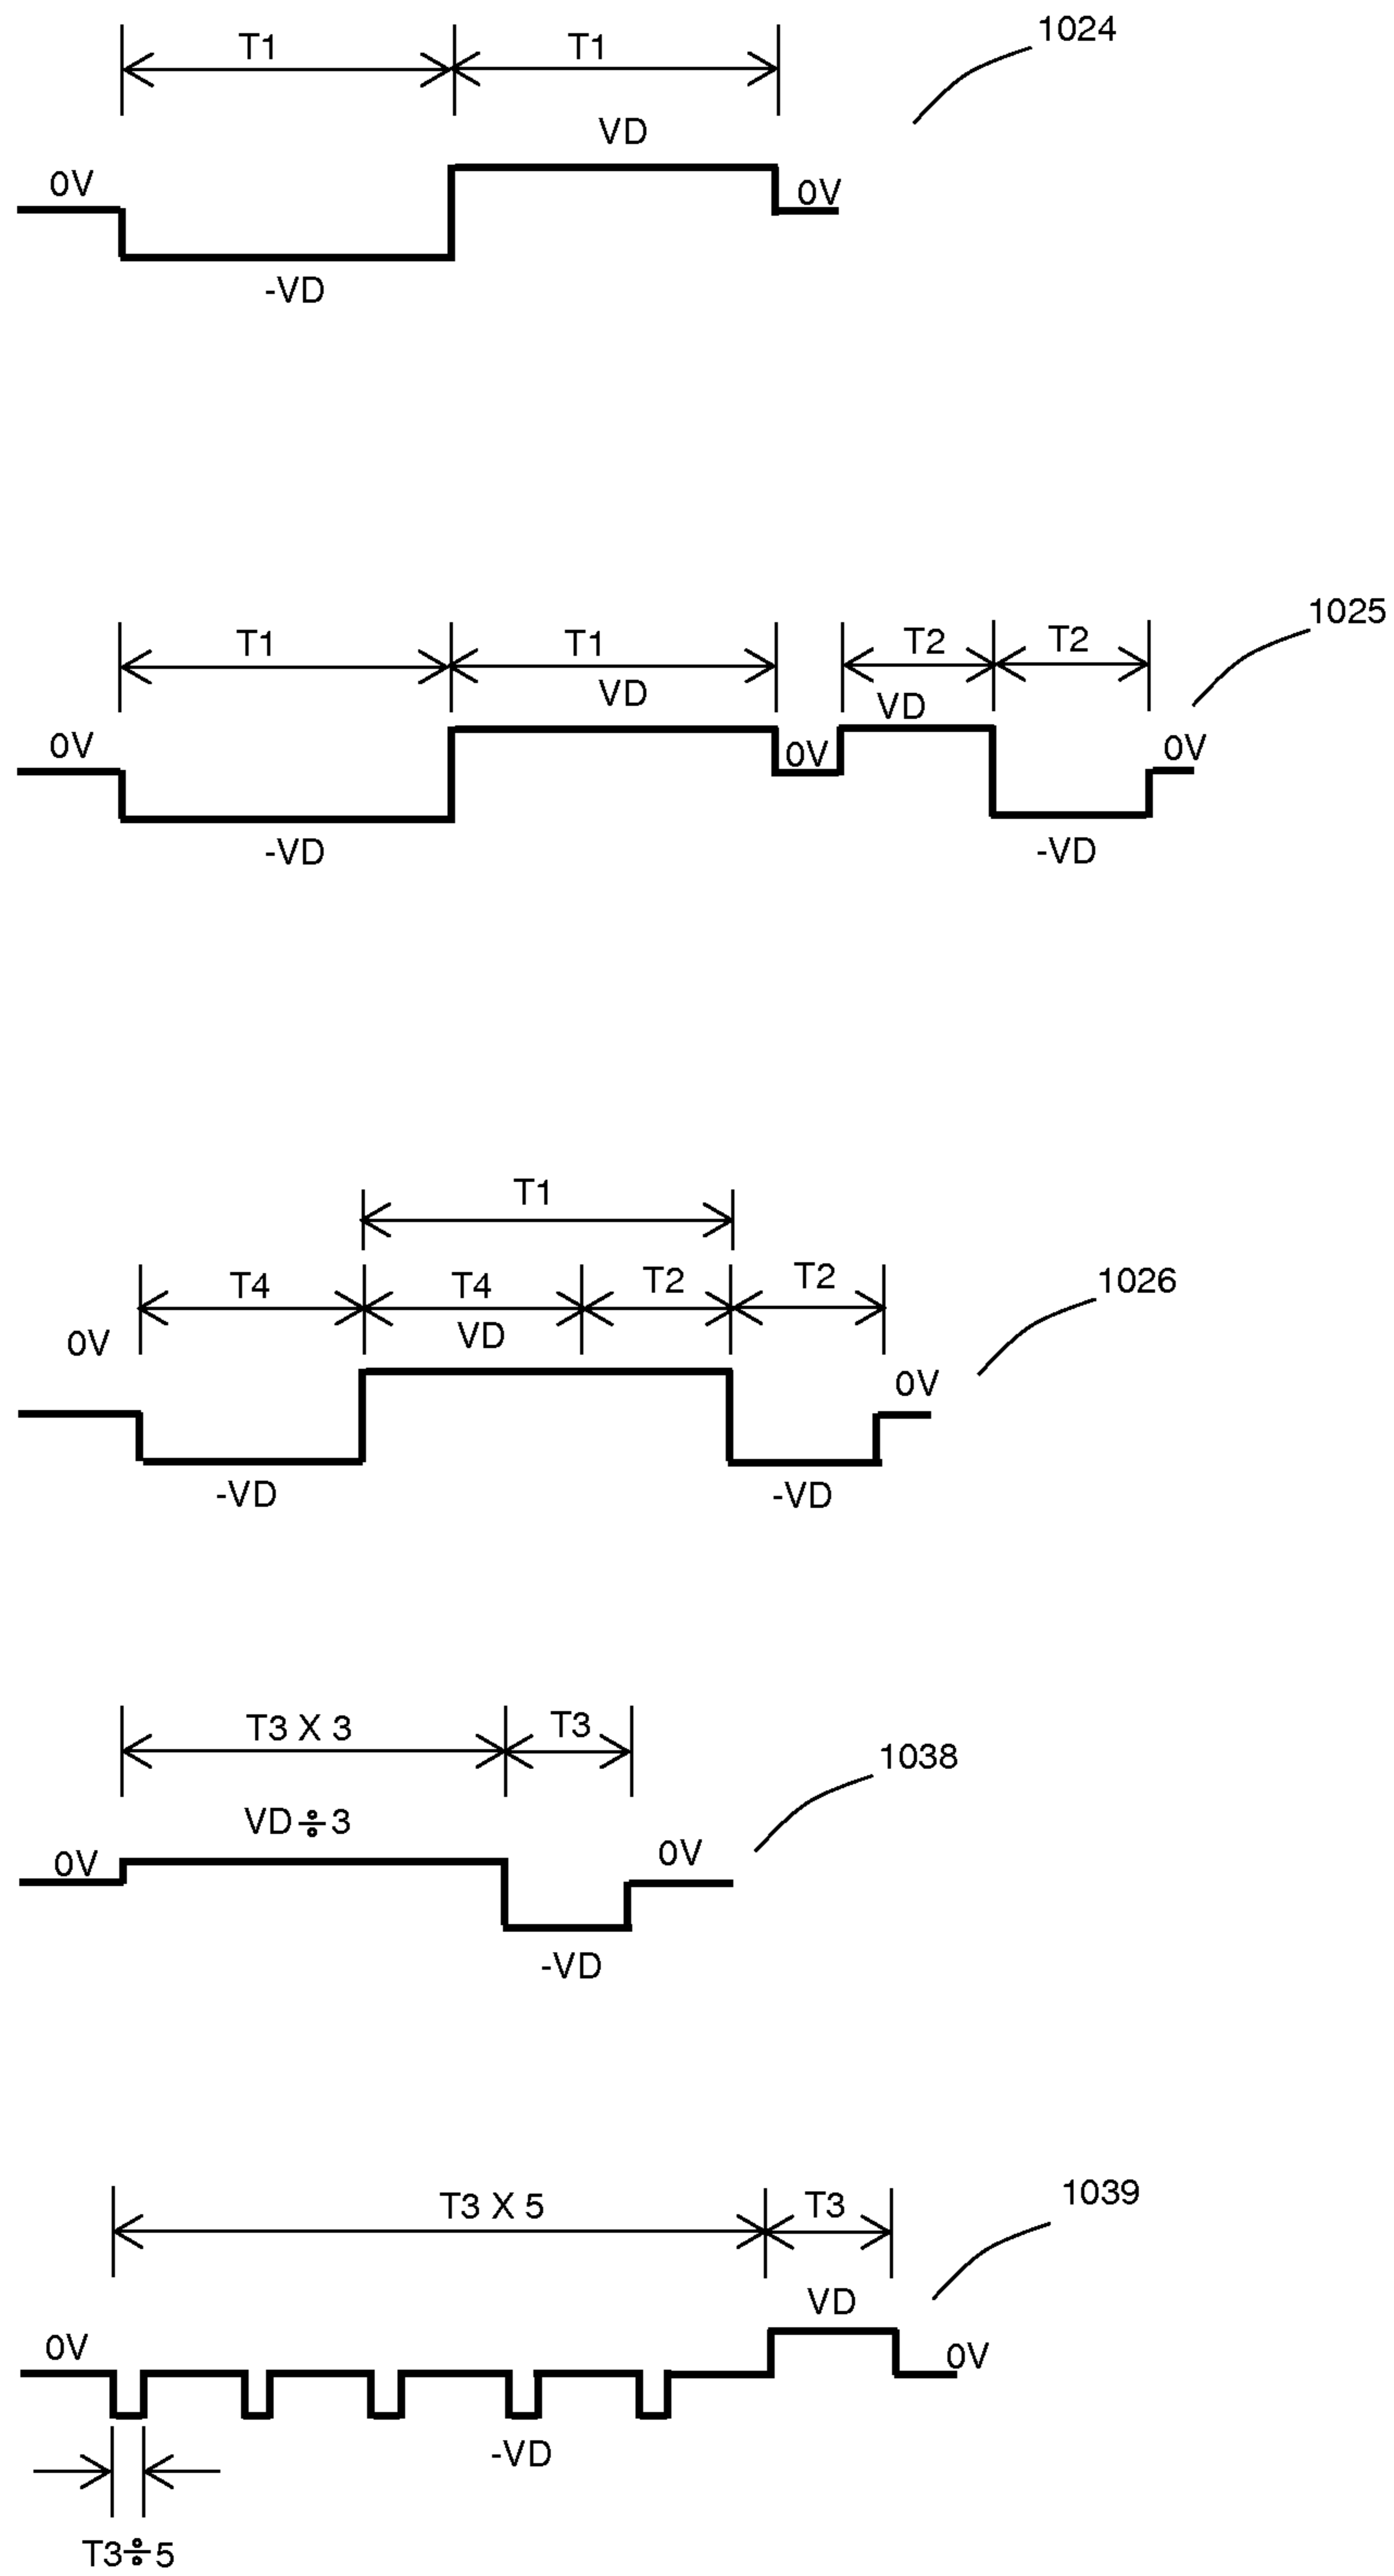 1024
T1 T1
VD
0V 0V
-VD
1025
T1 T1 T2 T2
VD VD
0V 0V 0V
-VD -VD
T1
1026
T4 T4 T2 T2
0V VD
0V
-VD -VD
T3 X 3 T3
1038
VD÷3
0V 0V
-VD
1039
T3 X 5 T3
VD
0V 0V
-VD
T3÷5